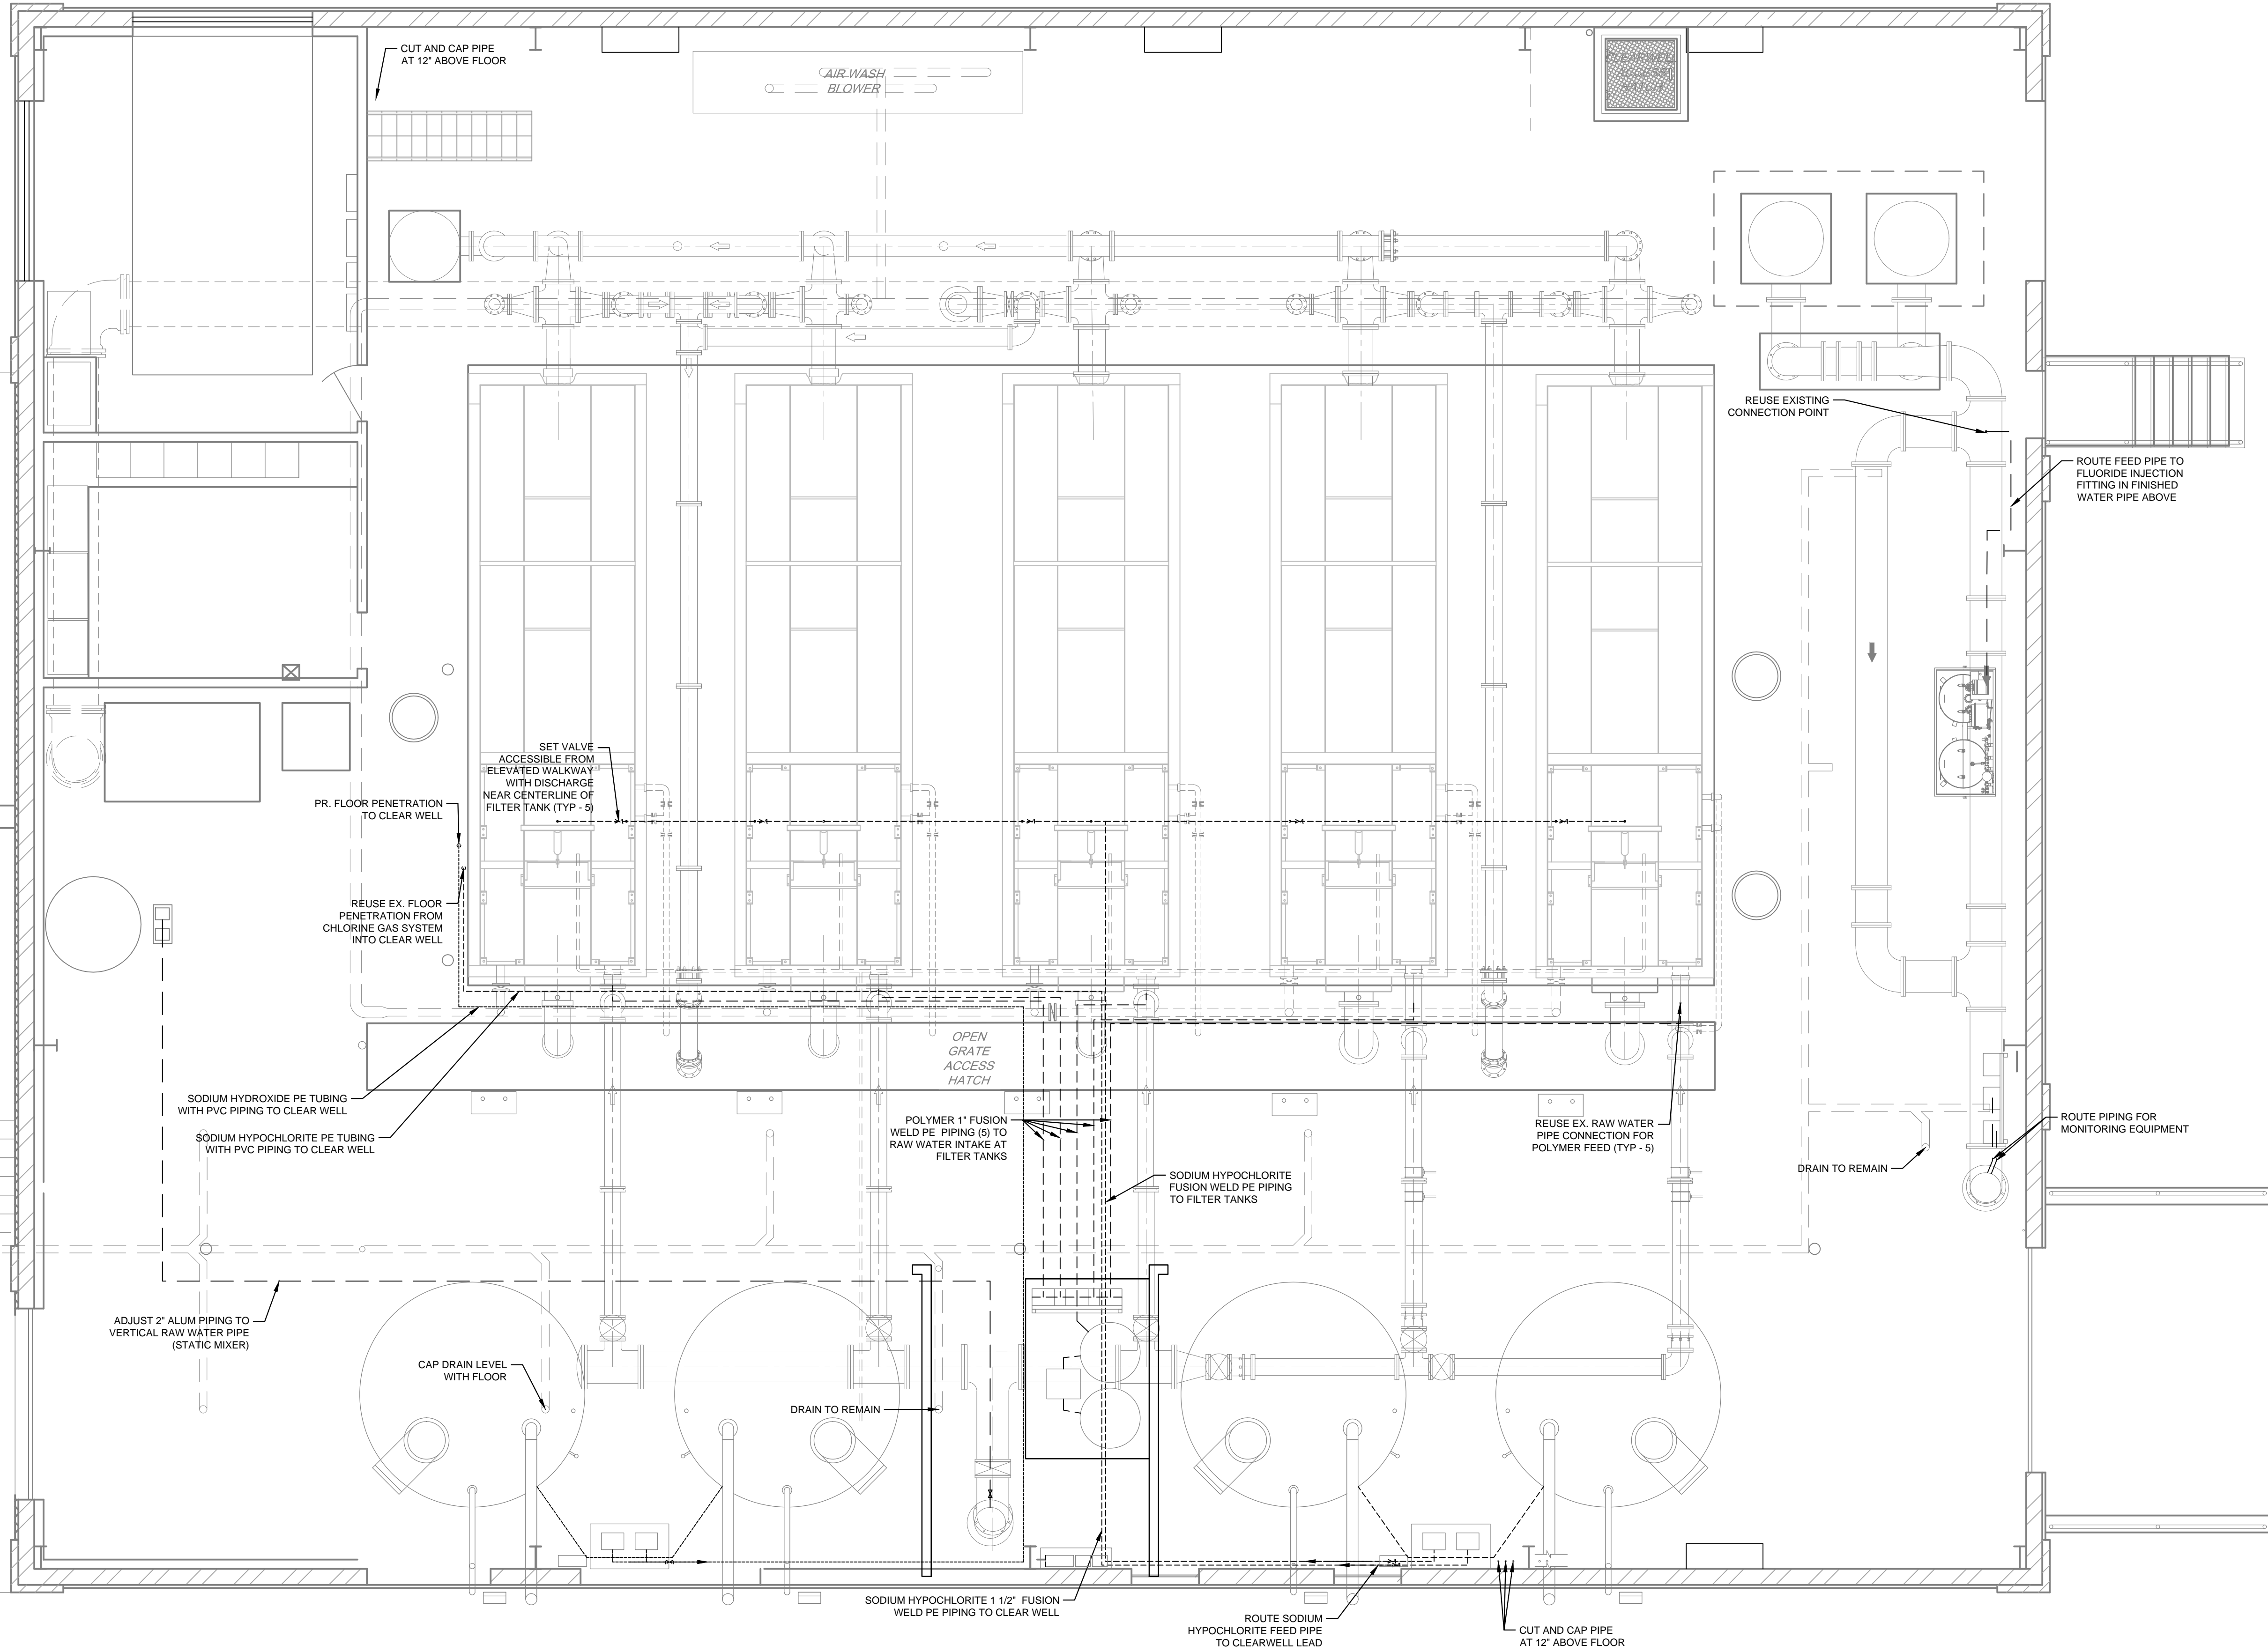 CUT AND CAP PIPE
AT 12" ABOVE FLOOR
AIR WASH
BLOWER
CLEARWELL
ACCESS
HATCH
REUSE EXISTING
CONNECTION POINT
ROUTE FEED PIPE TO
FLUORIDE INJECTION
FITTING IN FINISHED
WATER PIPE ABOVE
SET VALVE
ACCESSIBLE FROM
ELEVATED WALKWAY
WITH DISCHARGE
NEAR CENTERLINE OF
FILTER TANK (TYP - 5)
PR. FLOOR PENETRATION
TO CLEAR WELL
REUSE EX. FLOOR
PENETRATION FROM
CHLORINE GAS SYSTEM
INTO CLEAR WELL
OPEN
GRATE
ACCESS
HATCH
SODIUM HYDROXIDE PE TUBING
WITH PVC PIPING TO CLEAR WELL
SODIUM HYPOCHLORITE PE TUBING
WITH PVC PIPING TO CLEAR WELL
POLYMER 1" FUSION
WELD PE PIPING (5) TO
RAW WATER INTAKE AT
FILTER TANKS
SODIUM HYPOCHLORITE
FUSION WELD PE PIPING
TO FILTER TANKS
REUSE EX. RAW WATER
PIPE CONNECTION FOR
POLYMER FEED (TYP - 5)
DRAIN TO REMAIN
ROUTE PIPING FOR
MONITORING EQUIPMENT
ADJUST 2" ALUM PIPING TO
VERTICAL RAW WATER PIPE
(STATIC MIXER)
CAP DRAIN LEVEL
WITH FLOOR
DRAIN TO REMAIN
SODIUM HYPOCHLORITE 1 1/2" FUSION
WELD PE PIPING TO CLEAR WELL
ROUTE SODIUM
HYPOCHLORITE FEED PIPE
TO CLEARWELL LEAD
CUT AND CAP PIPE
AT 12" ABOVE FLOOR